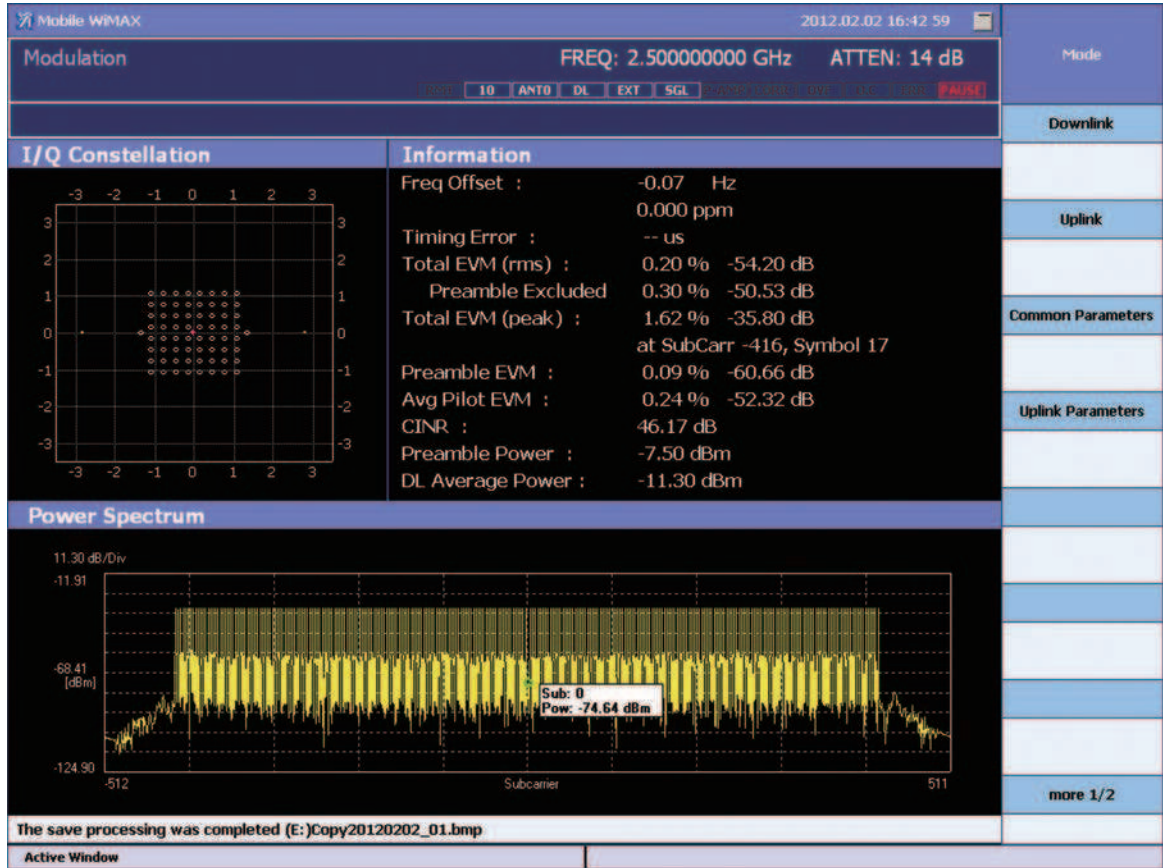 Mobile WiMAX 2012.02.02 16:42 59
Mode
Modulation FREQ: 2.500000000 GHz ATTEN: 14 dB
10 ANT0 DL EXT SGL PAUSE
Downlink
I/Q Constellation
Information
-3 -2 -1 0 1 2 3
3 3
2 2
1 1
0 0
-1 -1
-2 -2
-3 -3
-3 -2 -1 0 1 2 3
Freq Offset : -0.07 Hz
0.000 ppm
Timing Error : -- us
Total EVM (rms) : 0.20 % -54.20 dB
Preamble Excluded 0.30 % -50.53 dB
Total EVM (peak) : 1.62 % -35.80 dB
at SubCarr -416, Symbol 17
Preamble EVM : 0.09 % -60.66 dB
Avg Pilot EVM : 0.24 % -52.32 dB
CINR : 46.17 dB
Preamble Power : -7.50 dBm
DL Average Power : -11.30 dBm
Uplink
Common Parameters
Uplink Parameters
Power Spectrum
11.30 dB/Div
-11.91
-68.41
[dBm]
Sub: 0
Pow: -74.64 dBm
-124.90
-512 Subcarrier 511
more 1/2
The save processing was completed (E:)Copy20120202_01.bmp
Active Window